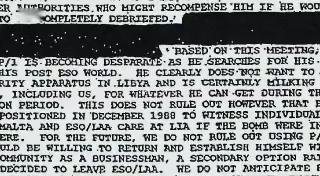 AUTHORITIES WHO MIGHT RECOMPENSE HIM IF HE WOU
TO COMPLETELY DEBRIEFED.
BASED ON THIS MEETING,
P/1 IS BECOMING DESPARATE AS HE SEARCHES FOR HIS
HIS POST ESO WORLD. HE CLEARLY DOES NOT WANT TO
RITY APPARATUS IN LIBYA AND IS CERTAINLY MILKING
, INCLUDING US, FOR WHATEVER HE CAN GET DURING TH
ON PERIOD. THIS DOES NOT RULE OUT HOWEVER THAT P
POSITIONED IN DECEMBER 1988 TO WITNESS INDIVIDUAL
MALTA AND ESO/LAA CARE AT LIA IF THE BOMB WERE IN
ERE. FOR THE FUTURE, WE DO NOT RULE OUT USING P/
ULD BE WILLING TO RETURN AND ESTABLISH HIMSELF WI
OMMUNITY AS A BUSINESSMAN, A SECONDARY OPTION RAI
DECIDED TO LEAVE ESO/LAA. WE DO NOT ANTICIPATE P